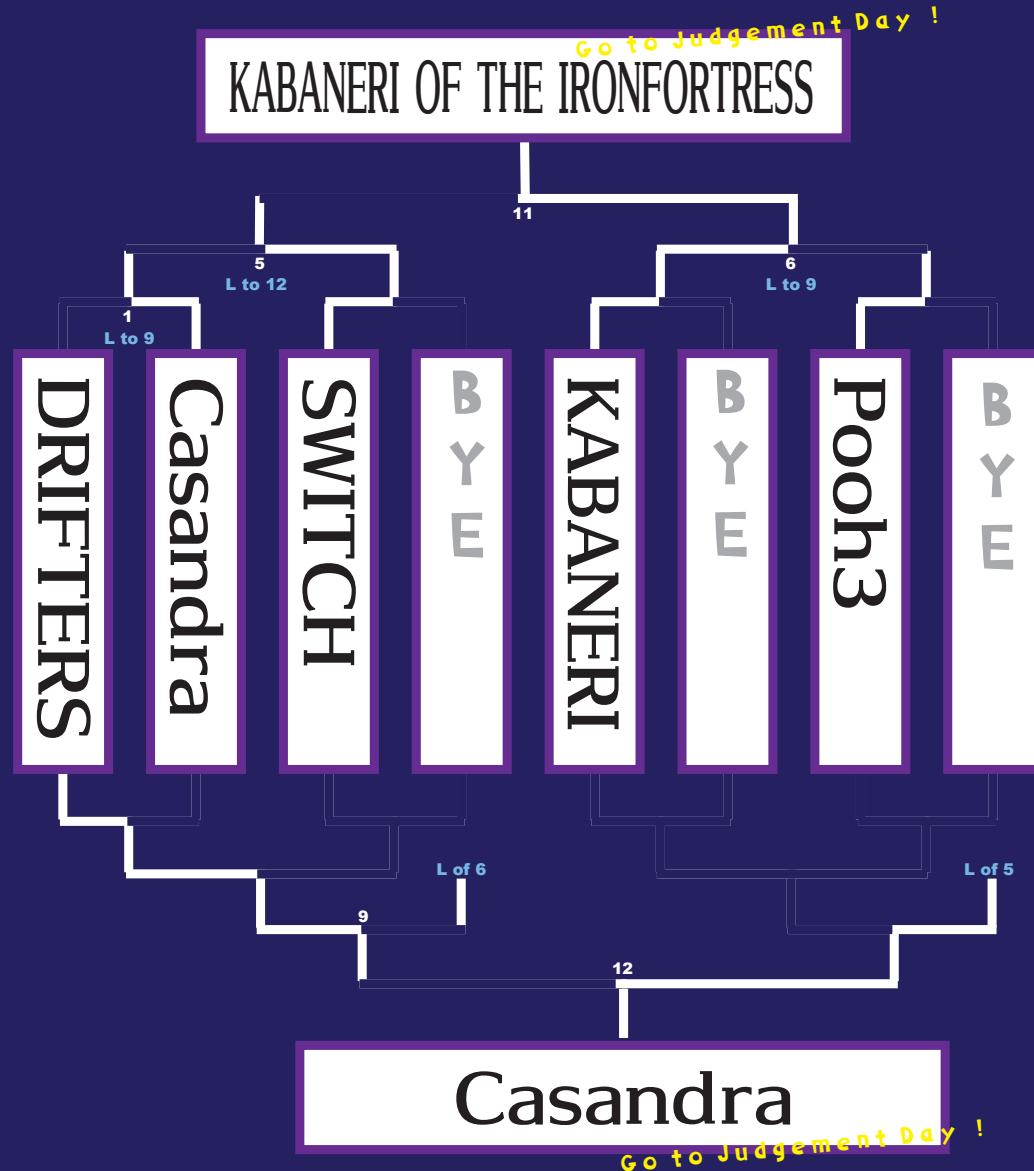 Go to Judgement Day !
KABANERI OF THE IRONFORTRESS
11
5
L to 12
6
L to 9
1
L to 9
DRIFTERS
Casandra
SWITCH
BYE
KABANERI
BYE
Pooh3
BYE
L of 6
L of 5
9
12
Casandra
Go to Judgement Day !